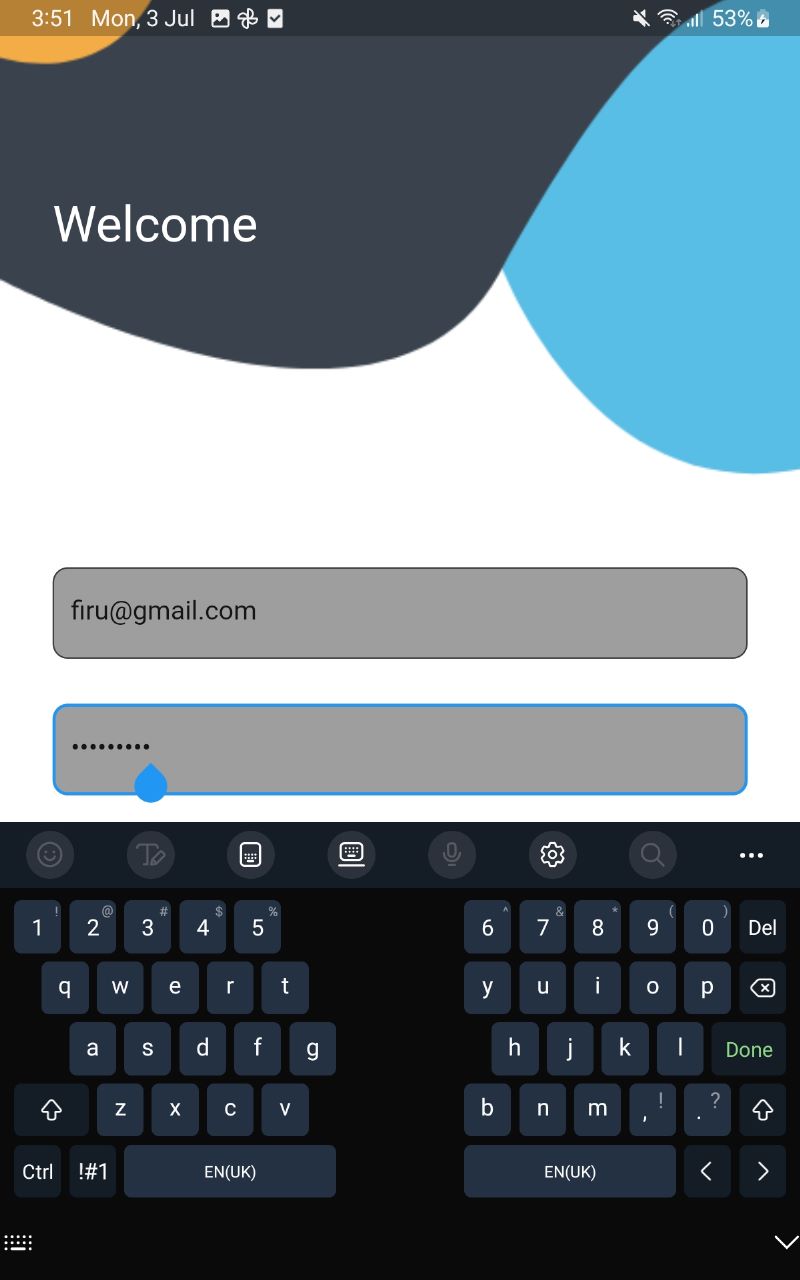 3:51 Mon, 3 Jul 53%
Welcome
firu@gmail.com
•••••••••
1 ! 2 @ 3 # 4 $ 5 % 6 ^ 7 & 8 * 9 ( 0 ) Del
q w e r t y u i o p
a s d f g h j k l Done
z x c v b n m , ! . ?
Ctrl !#1 EN(UK) EN(UK) < >